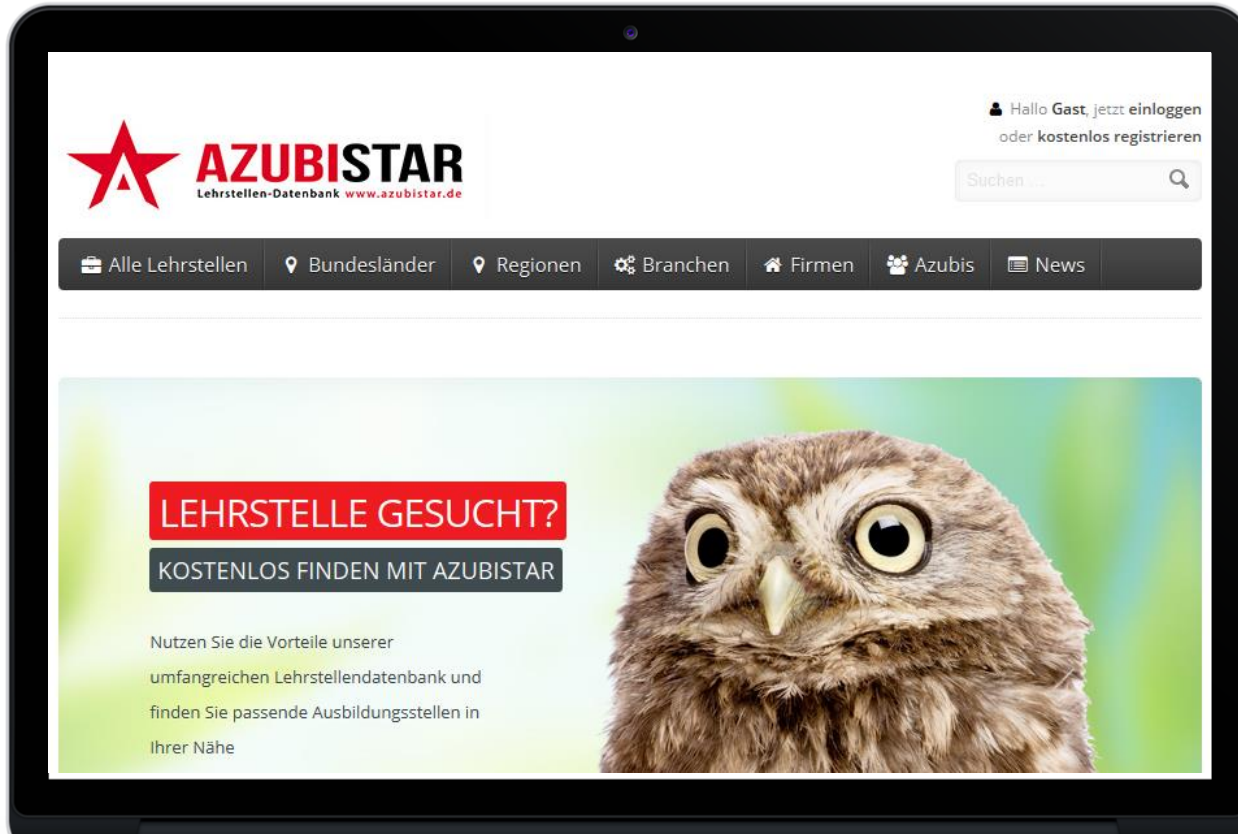 Hallo Gast, jetzt einloggen
oder kostenlos registrieren
AZUBISTAR
Lehrstellen-Datenbank www.azubistar.de
Suchen ...
Alle Lehrstellen Bundesländer Regionen Branchen Firmen Azubis News
LEHRSTELLE GESUCHT?
KOSTENLOS FINDEN MIT AZUBISTAR
Nutzen Sie die Vorteile unserer
umfangreichen Lehrstellendatenbank und
finden Sie passende Ausbildungsstellen in
Ihrer Nähe